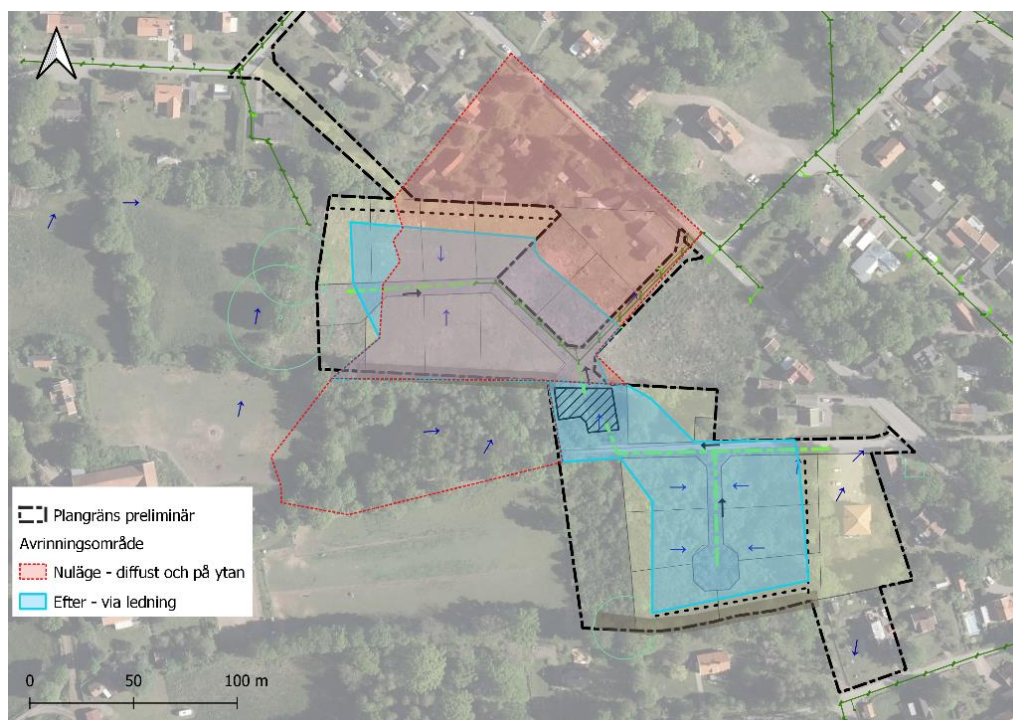 Plangräns preliminär
Avrinningsområde
Nuläge - diffust och på ytan
Efter - via ledning
0 50 100 m